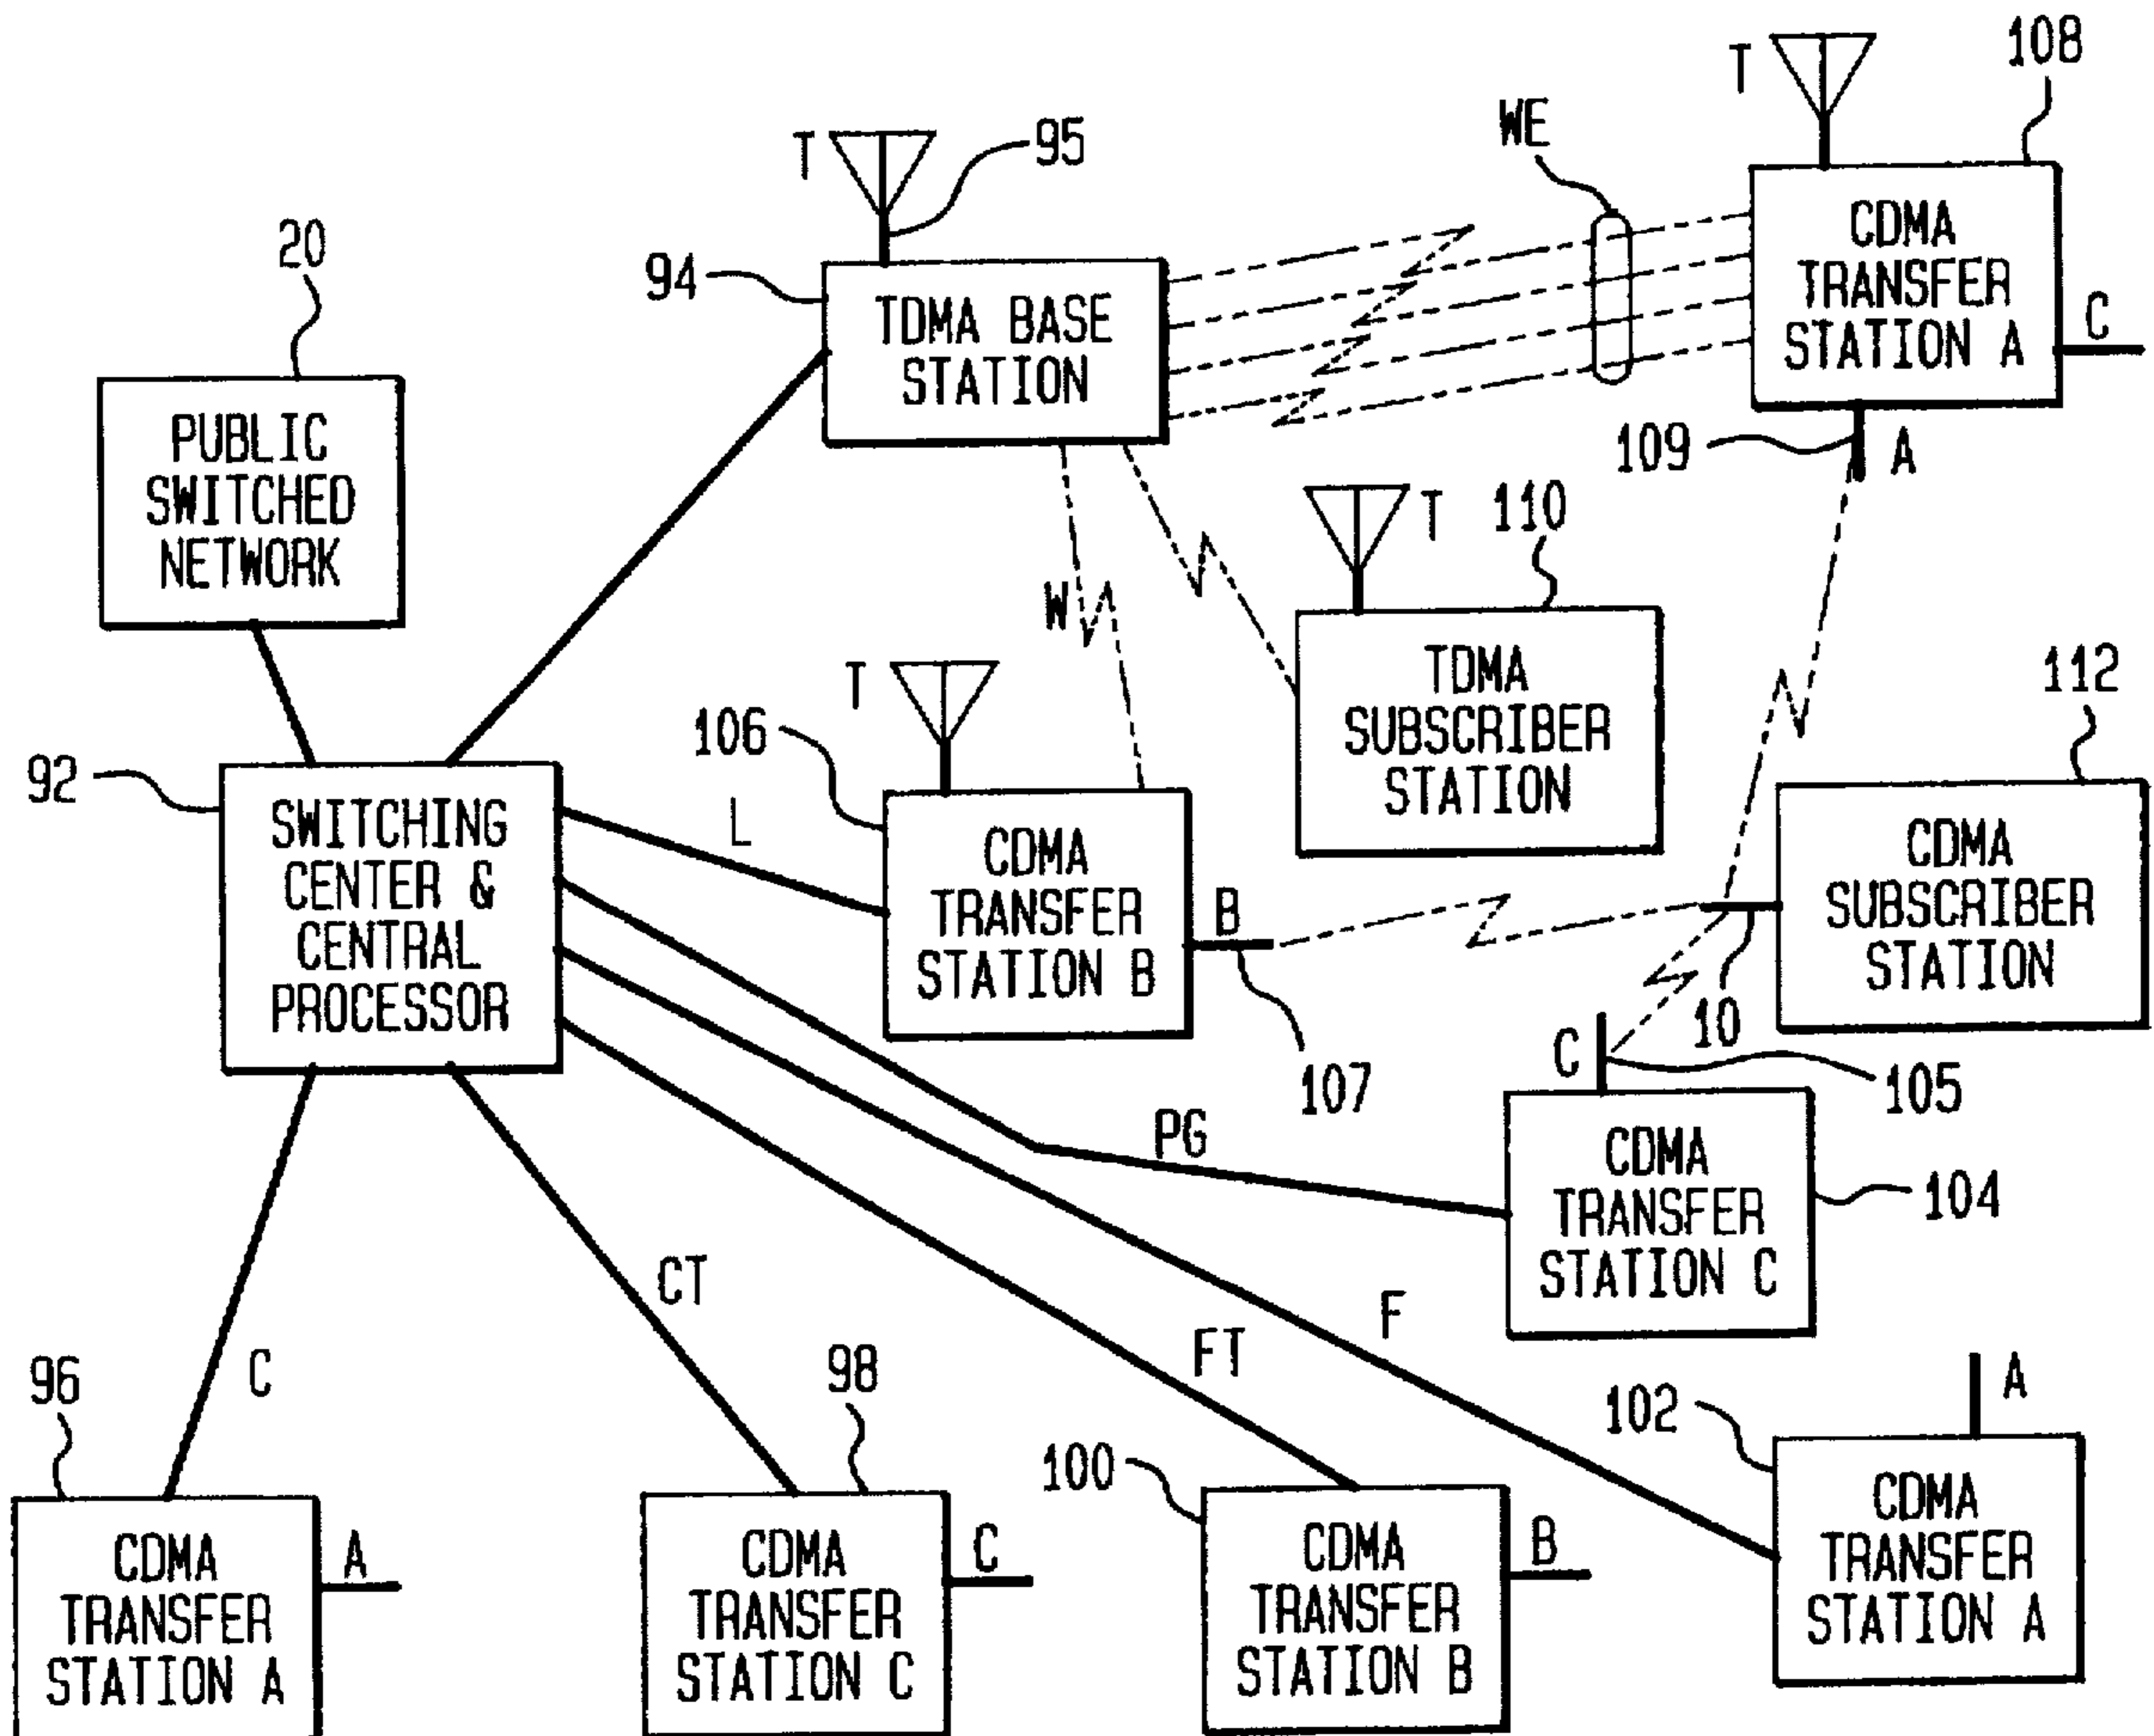 108
T
WE
T
95
CDMA
TRANSFER
STATION A
C
20
94
TDMA BASE
STATION
PUBLIC
SWITCHED
NETWORK
109
A
T
110
W
TDMA
SUBSCRIBER
STATION
112
T
106
92
SWITCHING
CENTER &
CENTRAL
PROCESSOR
L
CDMA
TRANSFER
STATION B
B
107
CDMA
SUBSCRIBER
STATION
10
C
105
PG
CDMA
TRANSFER
STATION C
104
CT
F
FT
C
96
98
100
102
A
CDMA
TRANSFER
STATION A
A
CDMA
TRANSFER
STATION C
C
CDMA
TRANSFER
STATION B
B
CDMA
TRANSFER
STATION A